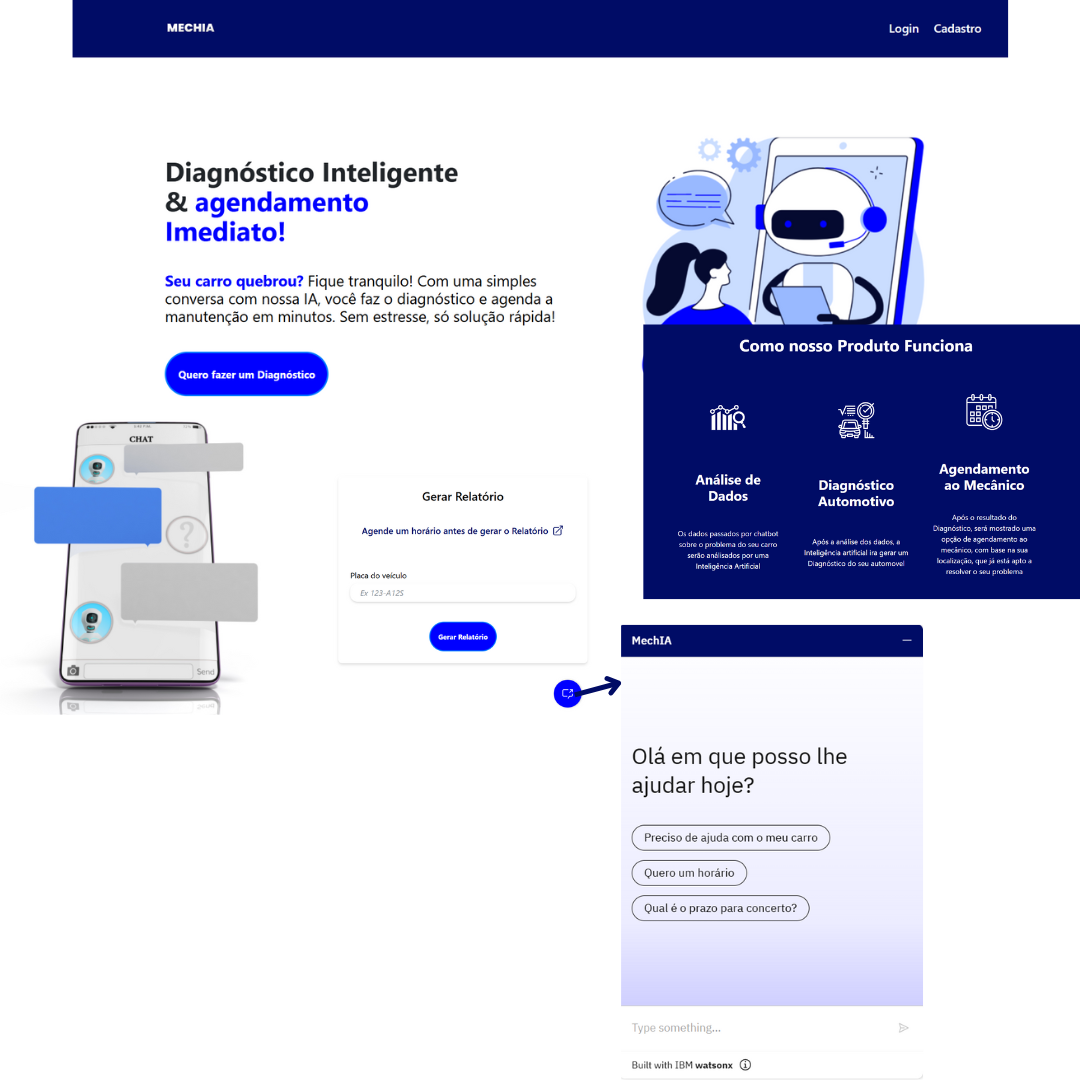 MECHIA
Login Cadastro
Diagnóstico Inteligente
& agendamento
Imediato!
Seu carro quebrou? Fique tranquilo! Com uma simples
conversa com nossa IA, você faz o diagnóstico e agenda a
manutenção em minutos. Sem estresse, só solução rápida!
Quero fazer um Diagnóstico
Como nosso Produto Funciona
Análise de
Dados
Os dados passados por chatbot
sobre o problema do seu carro
serão análisados por uma
Inteligência Artificial
Diagnóstico
Automotivo
Após a análise dos dados, a
Inteligência artificial ira gerar um
Diagnóstico do seu automovel
Agendamento
ao Mecânico
Após o resultado do
Diagnóstico, será mostrado uma
opção de agendamento ao
mecânico, com base na sua
localização, que já está apto a
resolver o seu problema
CHAT
?
Send
Gerar Relatório
Agende um horário antes de gerar o Relatório
Placa do veículo
Ex 123-A12S
Gerar Relatório
MechIA
Olá em que posso lhe
ajudar hoje?
Preciso de ajuda com o meu carro
Quero um horário
Qual é o prazo para concerto?
Type something...
Built with IBM watsonx